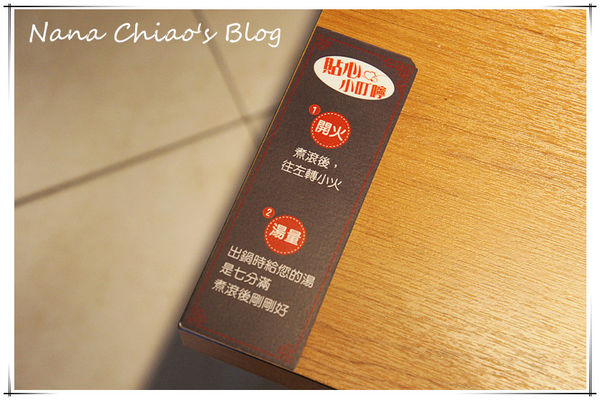 Nana Chiao's Blog
貼心
小叮嚀
1
開火
煮滾後，
往左轉小火
2
湯量
出鍋時給您的湯
是七分滿
煮滾後剛剛好